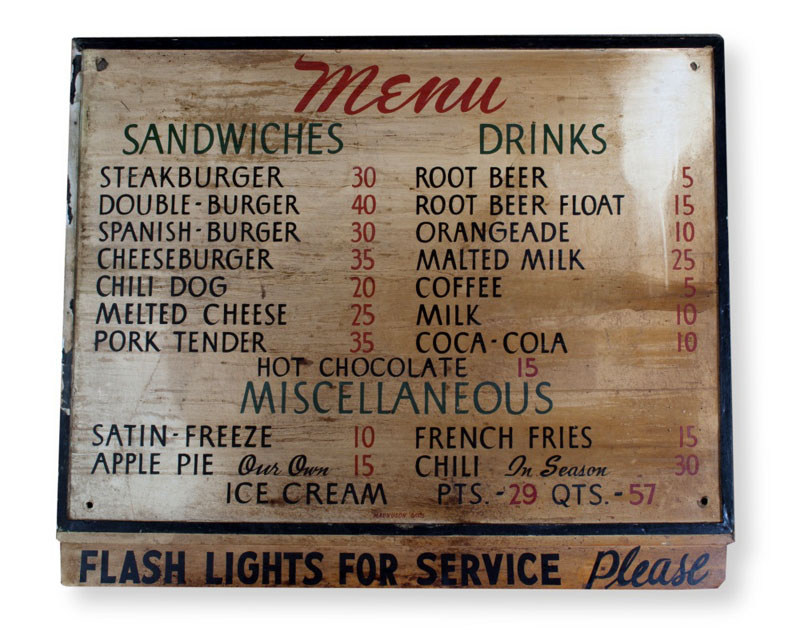 Menu
SANDWICHES
STEAKBURGER 30
DOUBLE-BURGER 40
SPANISH-BURGER 30
CHEESEBURGER 35
CHILI DOG 20
MELTED CHEESE 25
PORK TENDER 35
DRINKS
ROOT BEER 5
ROOT BEER FLOAT 15
ORANGEADE 10
MALTED MILK 25
COFFEE 5
MILK 10
COCA-COLA 10
HOT CHOCOLATE 15
MISCELLANEOUS
SATIN-FREEZE 10
APPLE PIE Our Own 15
FRENCH FRIES 15
CHILI In Season 30
ICE CREAM PTS.-29 QTS.-57
FLASH LIGHTS FOR SERVICE Please